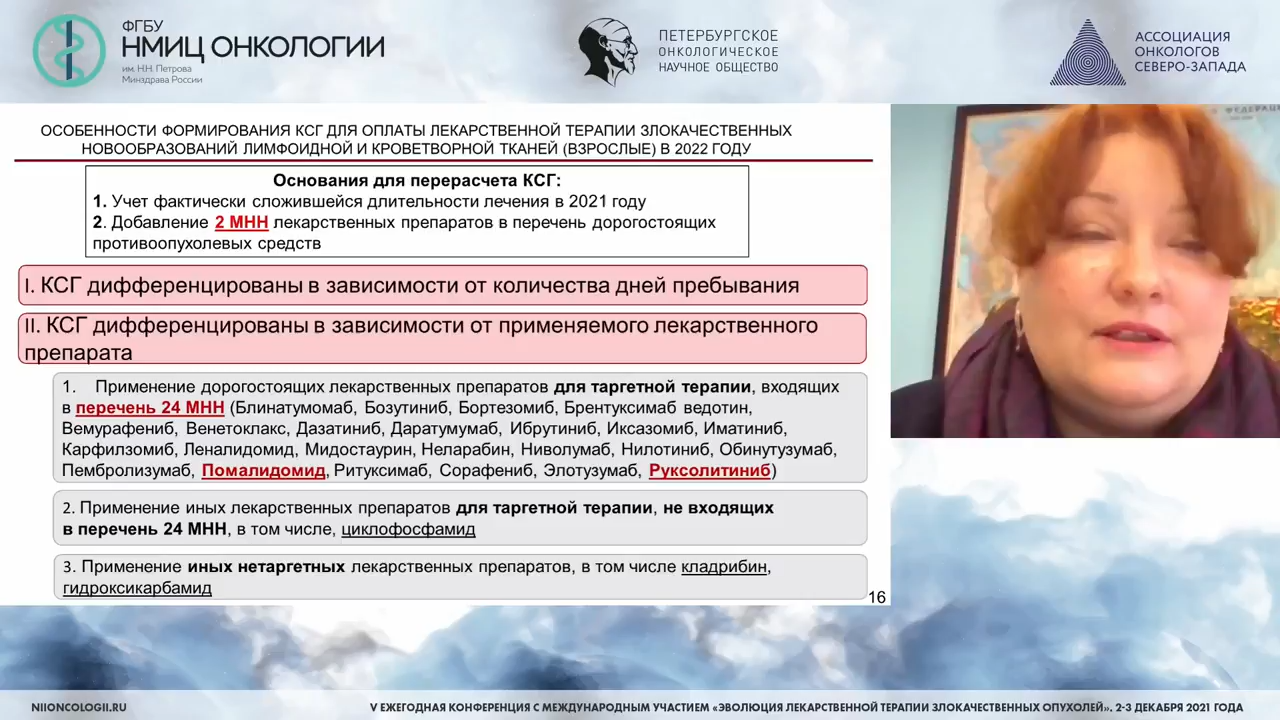 ФГБУ
НМИЦ ОНКОЛОГИИ
им. Н.Н. Петрова
Минздрава России
ПЕТЕРБУРГСКОЕ
ОНКОЛОГИЧЕСКОЕ
НАУЧНОЕ ОБЩЕСТВО
АССОЦИАЦИЯ
ОНКОЛОГОВ
СЕВЕРО-ЗАПАДА
ОСОБЕННОСТИ ФОРМИРОВАНИЯ КСГ ДЛЯ ОПЛАТЫ ЛЕКАРСТВЕННОЙ ТЕРАПИИ ЗЛОКАЧЕСТВЕННЫХ
НОВООБРАЗОВАНИЙ ЛИМФОИДНОЙ И КРОВЕТВОРНОЙ ТКАНЕЙ (ВЗРОСЛЫЕ) В 2022 ГОДУ
Основания для перерасчета КСГ:
1. Учет фактически сложившейся длительности лечения в 2021 году
2. Добавление 2 МНН лекарственных препаратов в перечень дорогостоящих
противоопухолевых средств
I. КСГ дифференцированы в зависимости от количества дней пребывания
II. КСГ дифференцированы в зависимости от применяемого лекарственного
препарата
1. Применение дорогостоящих лекарственных препаратов для таргетной терапии, входящих
в перечень 24 МНН (Блинатумомаб, Бозутиниб, Бортезомиб, Брентуксимаб ведотин,
Вемурафениб, Венетоклакс, Дазатиниб, Даратумумаб, Ибрутиниб, Иксазомиб, Иматиниб,
Карфилзомиб, Леналидомид, Мидостаурин, Неларабин, Ниволумаб, Нилотиниб, Обинутузумаб,
Пембролизумаб, Помалидомид, Ритуксимаб, Сорафениб, Элотузумаб, Руксолитиниб)
2. Применение иных лекарственных препаратов для таргетной терапии, не входящих
в перечень 24 МНН, в том числе, циклофосфамид
3. Применение иных нетаргетных лекарственных препаратов, в том числе кладрибин,
гидроксикарбамид
16
NIIONCOLOGII.RU
V ЕЖЕГОДНАЯ КОНФЕРЕНЦИЯ С МЕЖДУНАРОДНЫМ УЧАСТИЕМ «ЭВОЛЮЦИЯ ЛЕКАРСТВЕННОЙ ТЕРАПИИ ЗЛОКАЧЕСТВЕННЫХ ОПУХОЛЕЙ». 2-3 ДЕКАБРЯ 2021 ГОДА